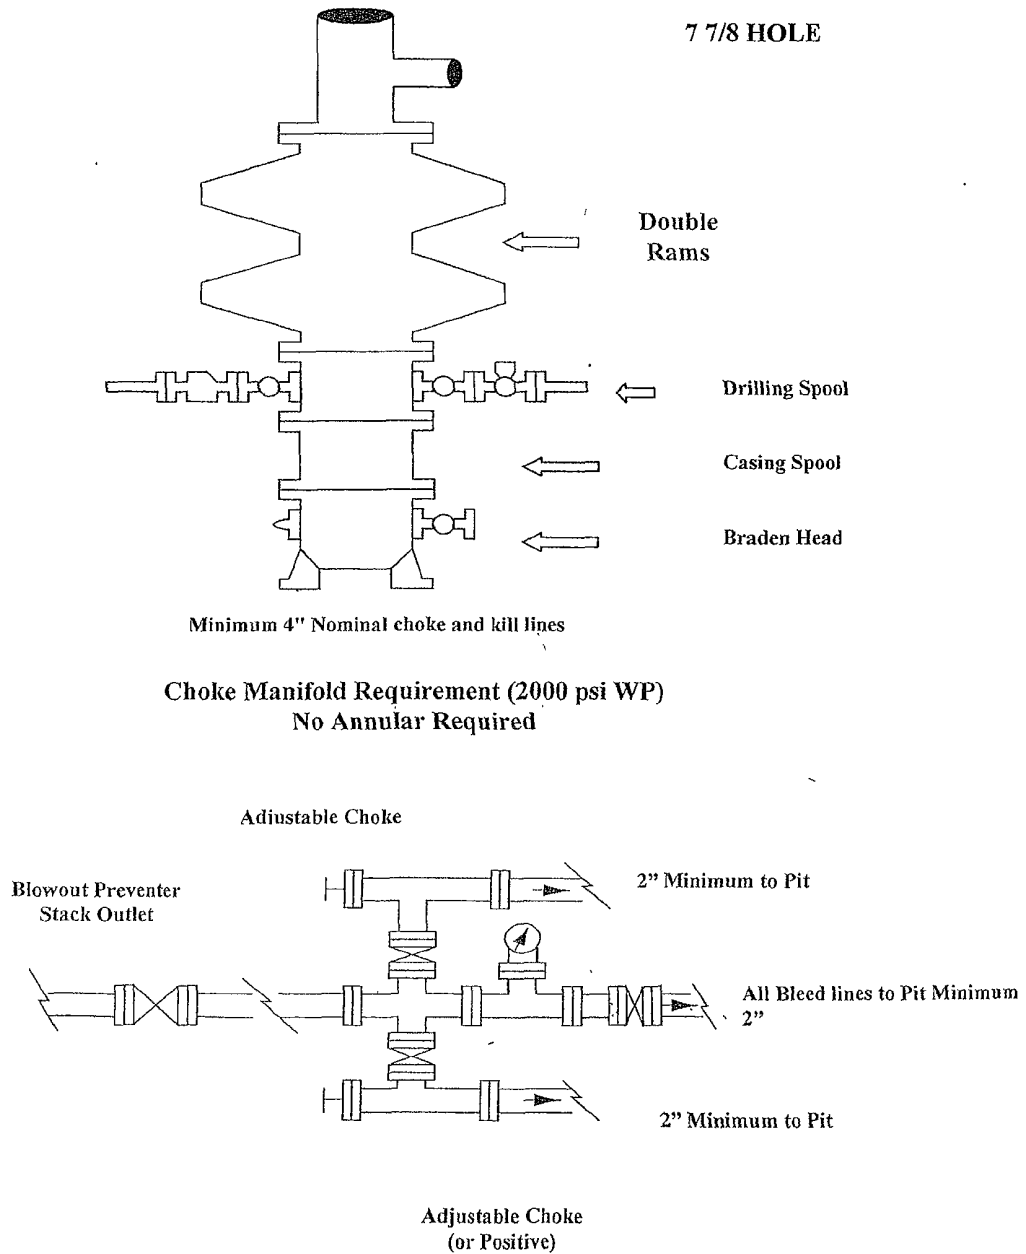 7 7/8 HOLE
Double
Rams
Drilling Spool
Casing Spool
Braden Head
Minimum 4" Nominal choke and kill lines
Choke Manifold Requirement (2000 psi WP)
No Annular Required
Adiustable Choke
Blowout Preventer
Stack Outlet
2” Minimum to Pit
All Bleed lines to Pit Minimum
2”
2” Minimum to Pit
Adjustable Choke
(or Positive)